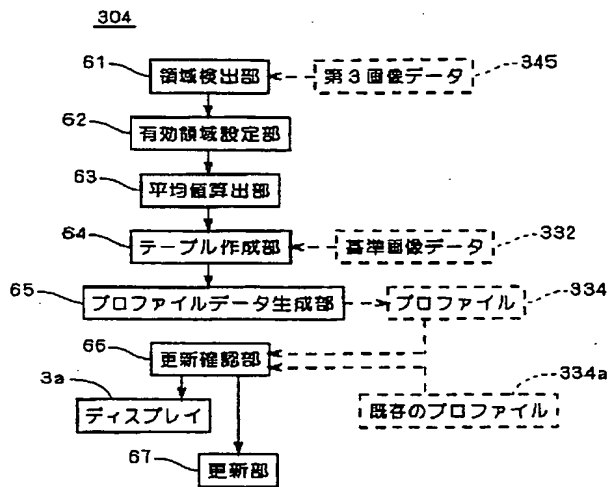 304
61 領域検出部 第3画像データ 345
62 有効領域設定部
63 平均値算出部
64 テーブル作成部 基準画像データ 332
65 プロファイルデータ生成部 プロファイル 334
66 更新確認部
3a ディスプレイ 既存のプロファイル 334a
67 更新部